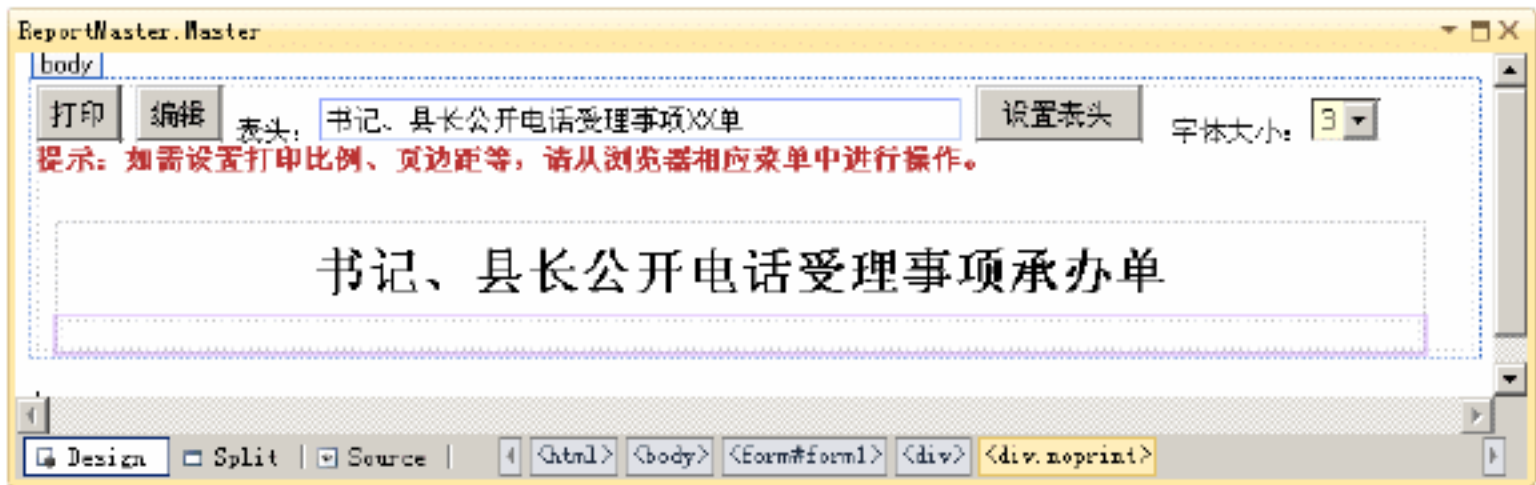 ReportMaster.Master
body
打印 编辑 表头: 书记、县长公开电话受理事项XX单 设置表头 字体大小: 3
提示: 如需设置打印比例、页边距等, 请从浏览器相应菜单中进行操作。
书记、县长公开电话受理事项承办单
Design Split Source <html> <body> <form#form1> <div> <div.noprint>